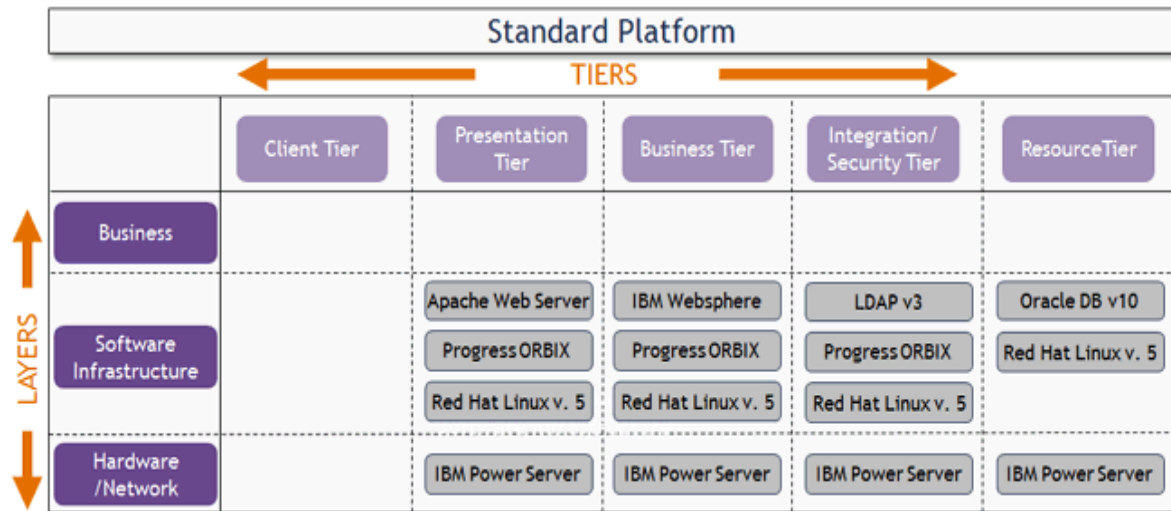 Standard Platform
TIERS
Client Tier
Presentation
Tier
Business Tier
Integration/
Security Tier
ResourceTier
LAYERS
Business
Software
Infrastructure
Apache Web Server
IBM Websphere
LDAP v3
Oracle DB v10
Progress ORBIX
Progress ORBIX
Progress ORBIX
Red Hat Linux v. 5
Red Hat Linux v. 5
Red Hat Linux v. 5
Red Hat Linux v. 5
Hardware
/Network
IBM Power Server
IBM Power Server
IBM Power Server
IBM Power Server